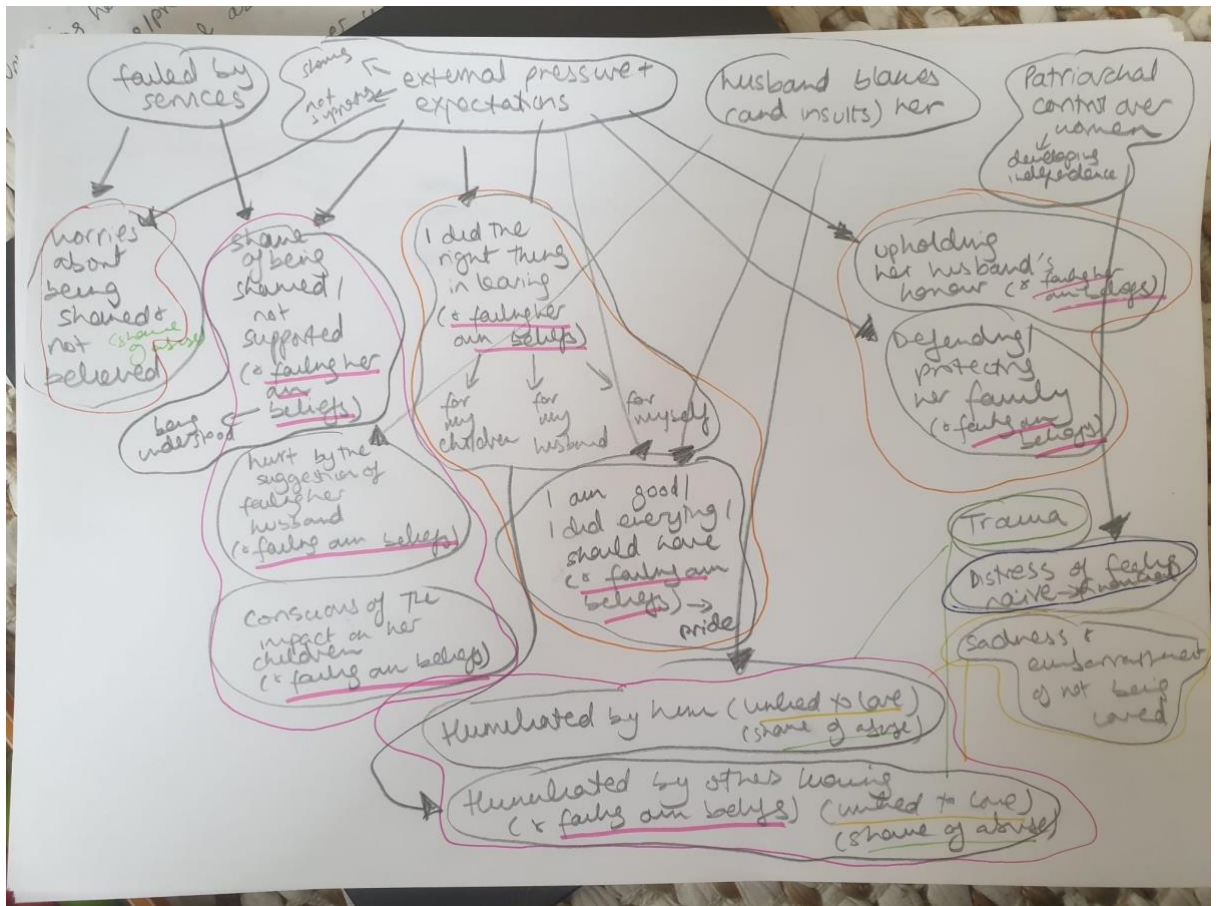 failed by
services
shames
not
supportive
external pressure +
expectations
husband blames
(and insults) her
Patriarchal
control over
women
developing
independence
worries
about
being
shamed +
not
believed
(shame
of abuse)
shame
of being
shamed /
not
supported
(* failing her
own
beliefs)
being
understood
I did the
right thing
in leaving
(* failing her
own beliefs)
for
my
children
for
my
husband
for
myself
upholding
her husband's
honour (* failing her
own beliefs)
Defending /
protecting
her family
(* failing own
beliefs)
hurt by the
suggestion of
failing her
husband
(* failing own beliefs)
I am good /
I did everything I
should have
(* failing own
beliefs) →
pride
conscious of the
impact on her
children
(* failing own beliefs)
Trauma
Distress of feeling
naive →
sadness &
embarrassment
of not being
loved
Humiliated by him (linked to love)
(shame of abuse)
Humiliated by others knowing
(* failing own beliefs) (linked to love)
(shame of abuse)